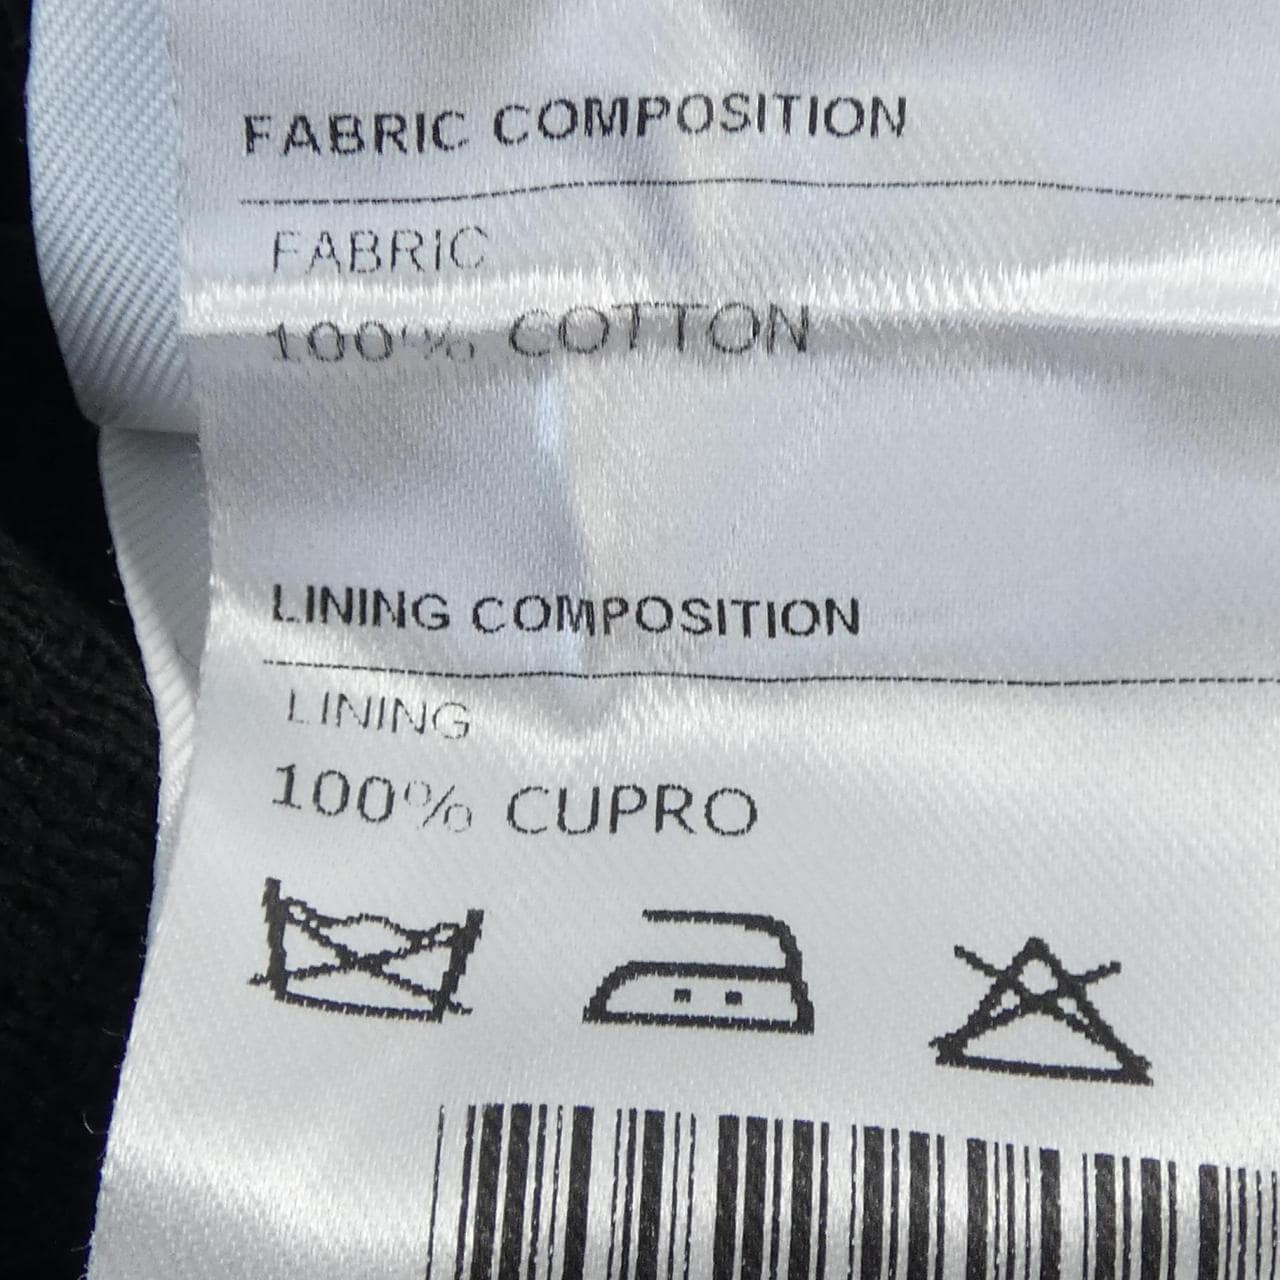 FABRIC COMPOSITION
FABRIC
100% COTTON
LINING COMPOSITION
LINING
100% CUPRO